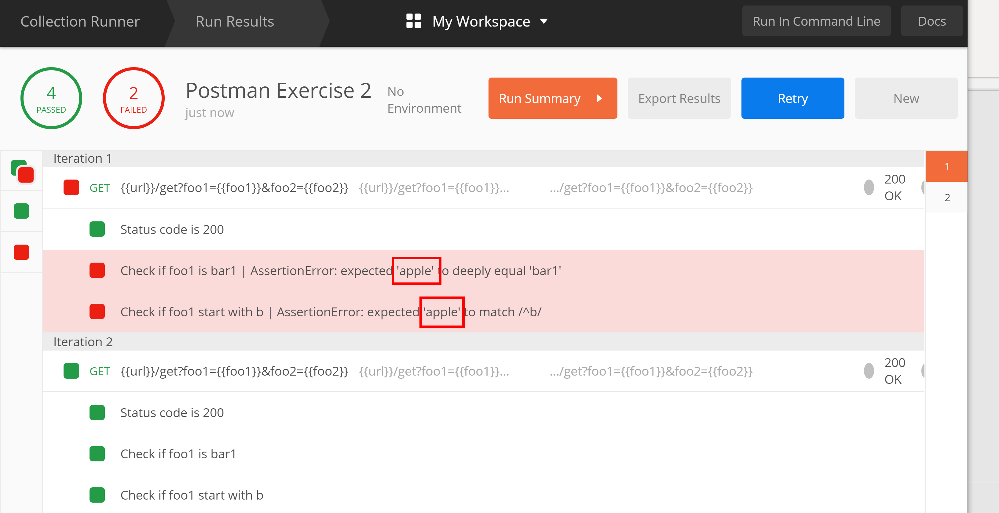 Collection Runner
Run Results
My Workspace
Run In Command Line
Docs
4
PASSED
2
FAILED
Postman Exercise 2
just now
No
Environment
Run Summary
Export Results
Retry
New
Iteration 1
1
2
GET {{url}}/get?foo1={{foo1}}&foo2={{foo2}} {{url}}/get?foo1={{foo1}}... .../get?foo1={{foo1}}&foo2={{foo2}}
200
OK
Status code is 200
Check if foo1 is bar1 | AssertionError: expected 'apple' to deeply equal 'bar1'
Check if foo1 start with b | AssertionError: expected 'apple' to match /^b/
Iteration 2
GET {{url}}/get?foo1={{foo1}}&foo2={{foo2}} {{url}}/get?foo1={{foo1}}... .../get?foo1={{foo1}}&foo2={{foo2}}
200
OK
Status code is 200
Check if foo1 is bar1
Check if foo1 start with b